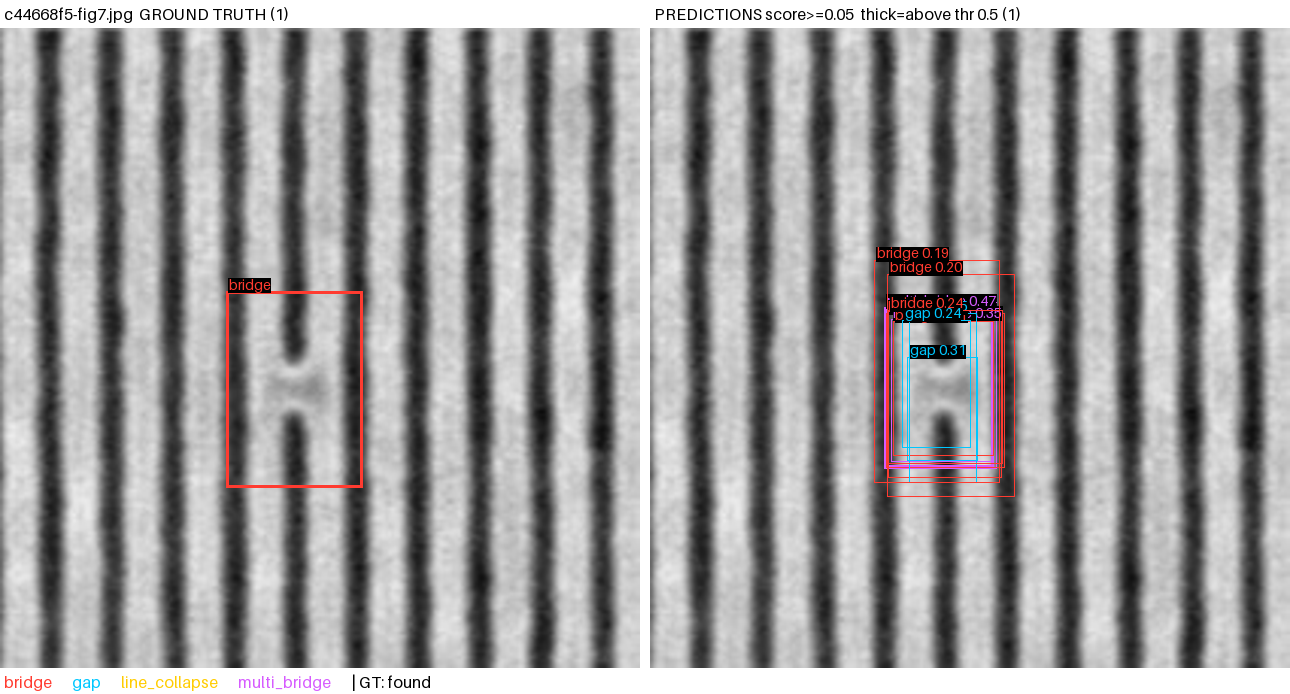 c44668f5-fig7.jpg GROUND TRUTH (1)
PREDICTIONS score>=0.05 thick=above thr 0.5 (1)
bridge
bridge 0.19
bridge 0.20
0.47
bridge 0.24
gap 0.24
0.35
gap 0.31
bridge gap line_collapse multi_bridge | GT: found